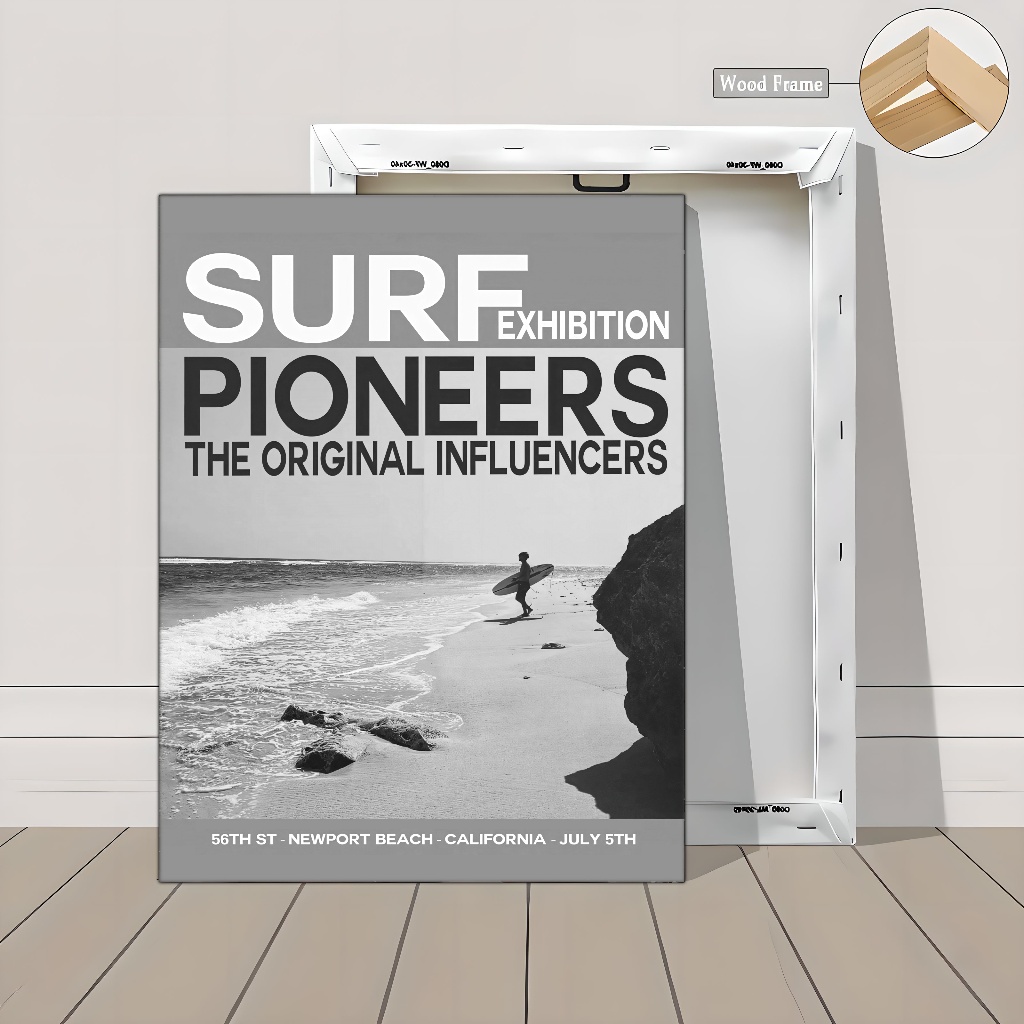 Wood Frame
SURF
EXHIBITION
PIONEERS
THE ORIGINAL INFLUENCERS
56TH ST - NEWPORT BEACH - CALIFORNIA - JULY 5TH